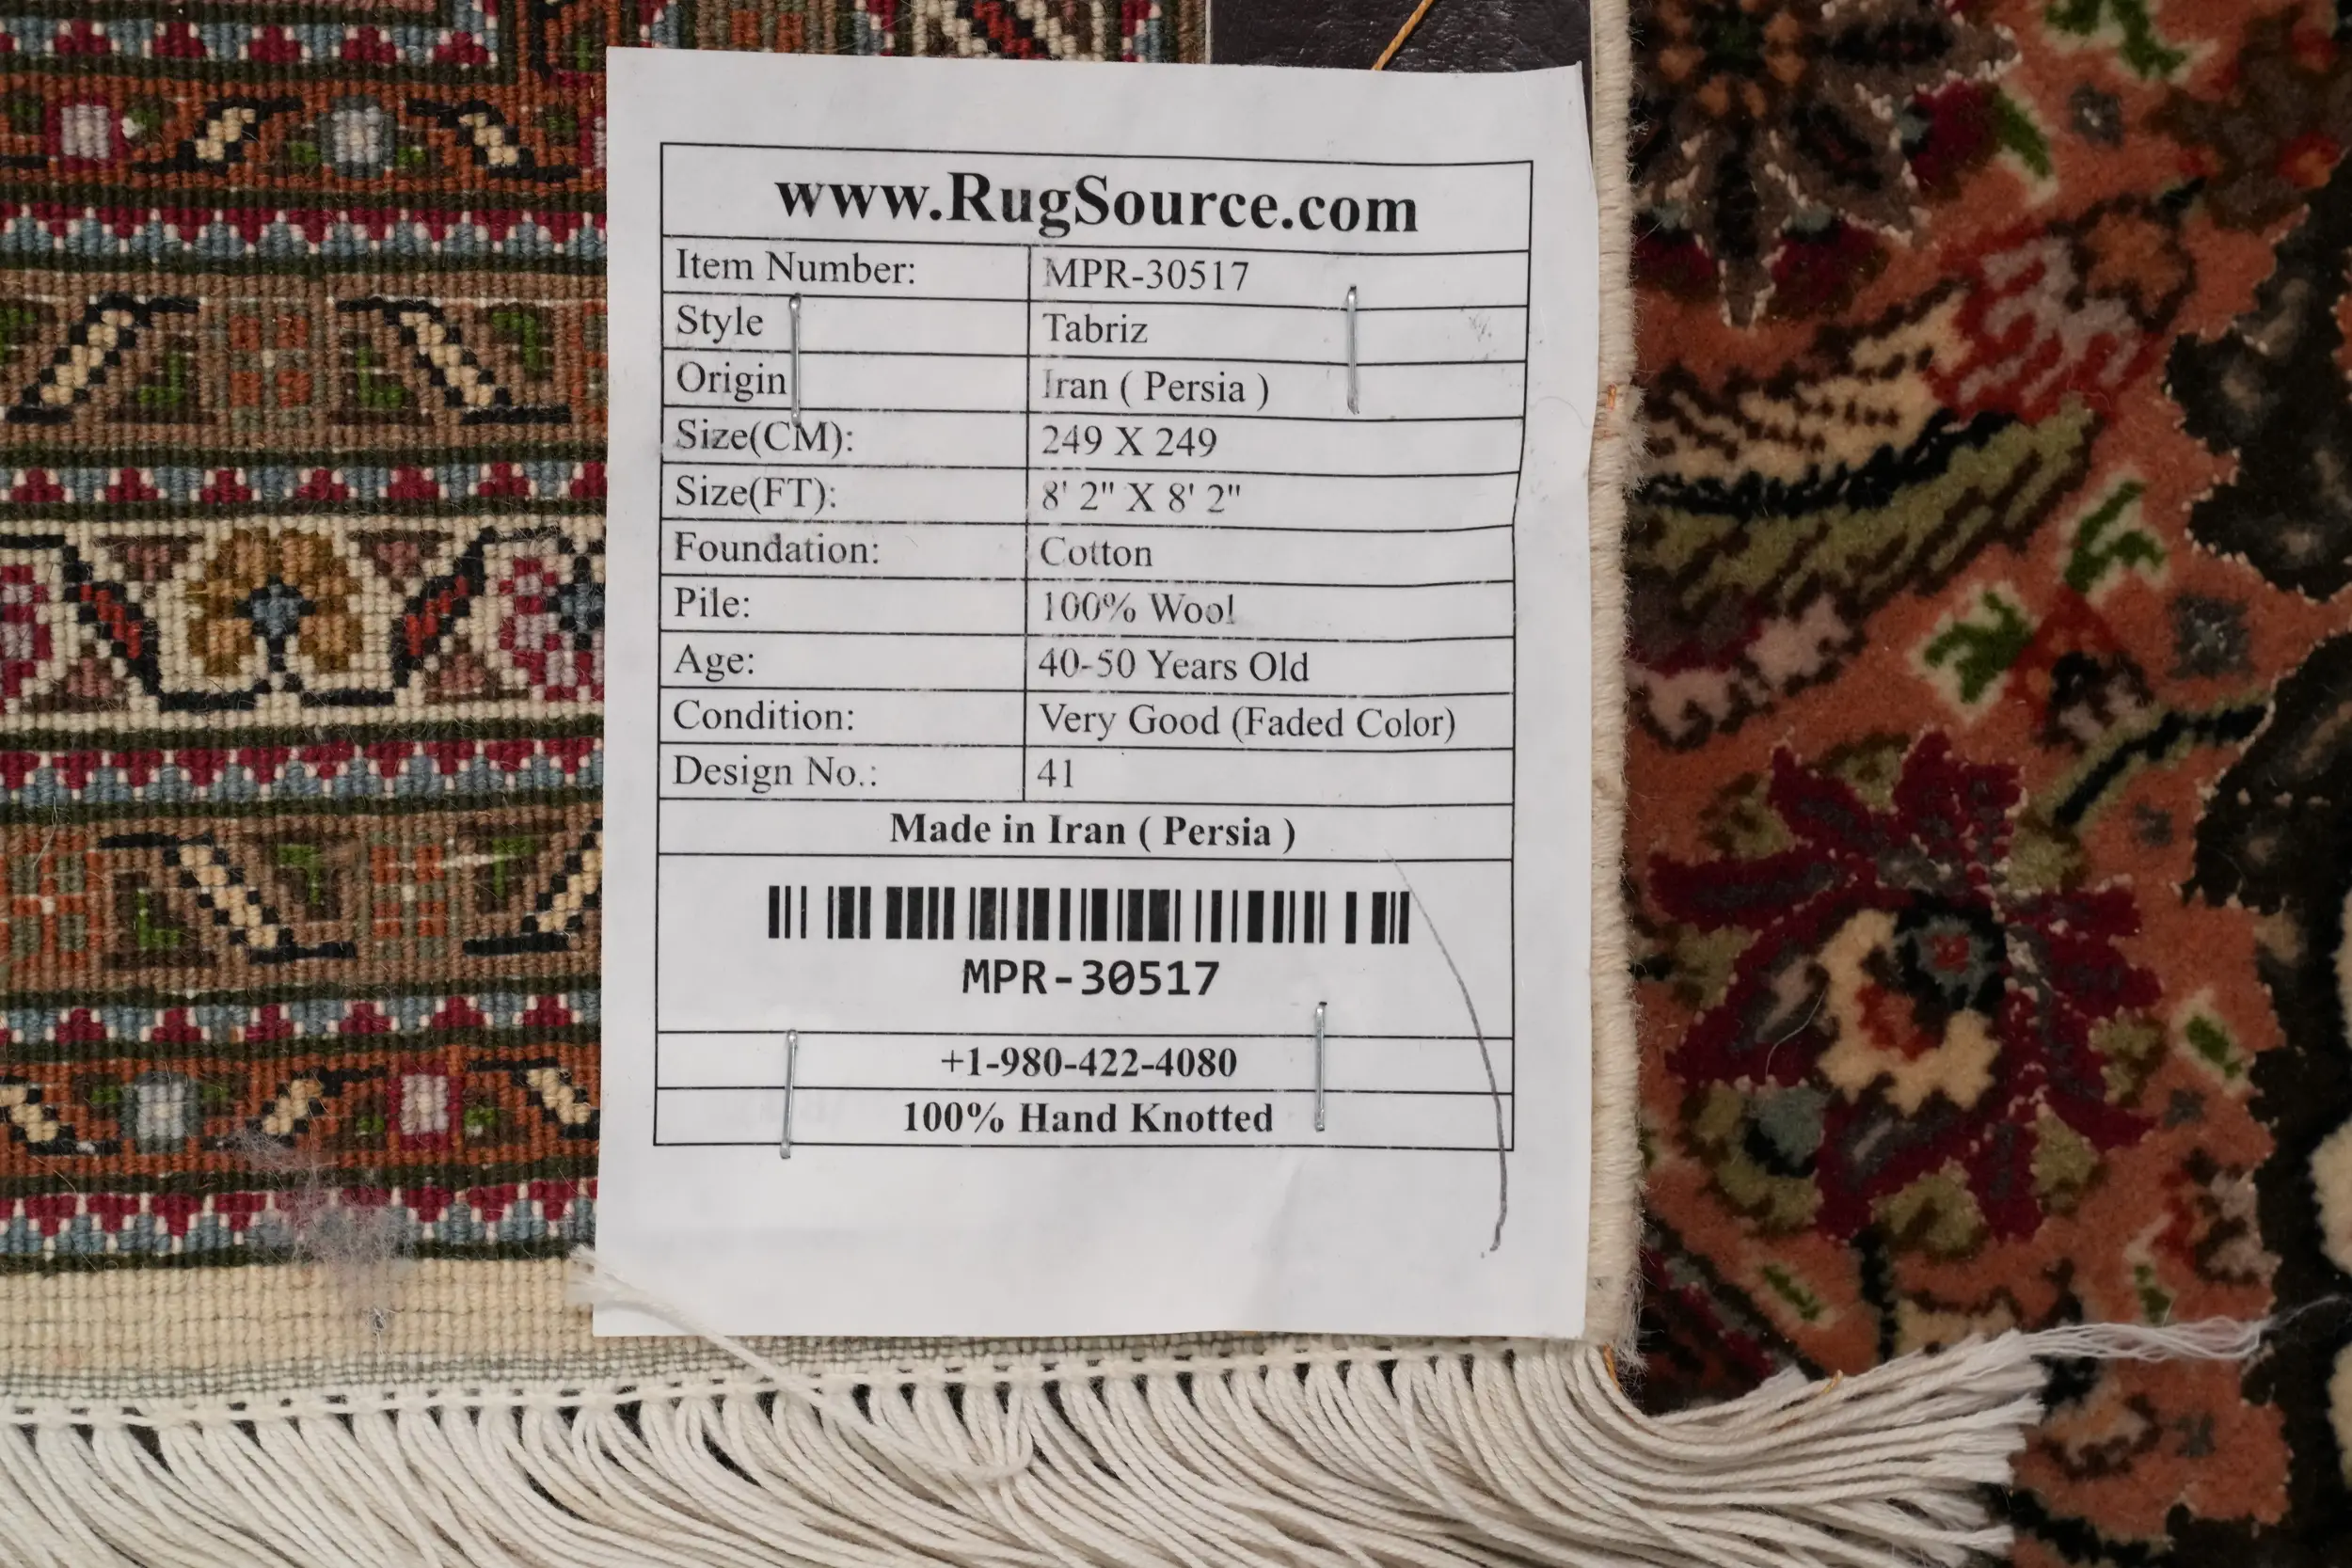 www.RugSource.com
Item Number: MPR-30517
Style Tabriz
Origin Iran ( Persia )
Size(CM): 249 X 249
Size(FT): 8' 2" X 8' 2"
Foundation: Cotton
Pile: 100% Wool
Age: 40-50 Years Old
Condition: Very Good (Faded Color)
Design No.: 41
Made in Iran ( Persia )
MPR-30517
+1-980-422-4080
100% Hand Knotted